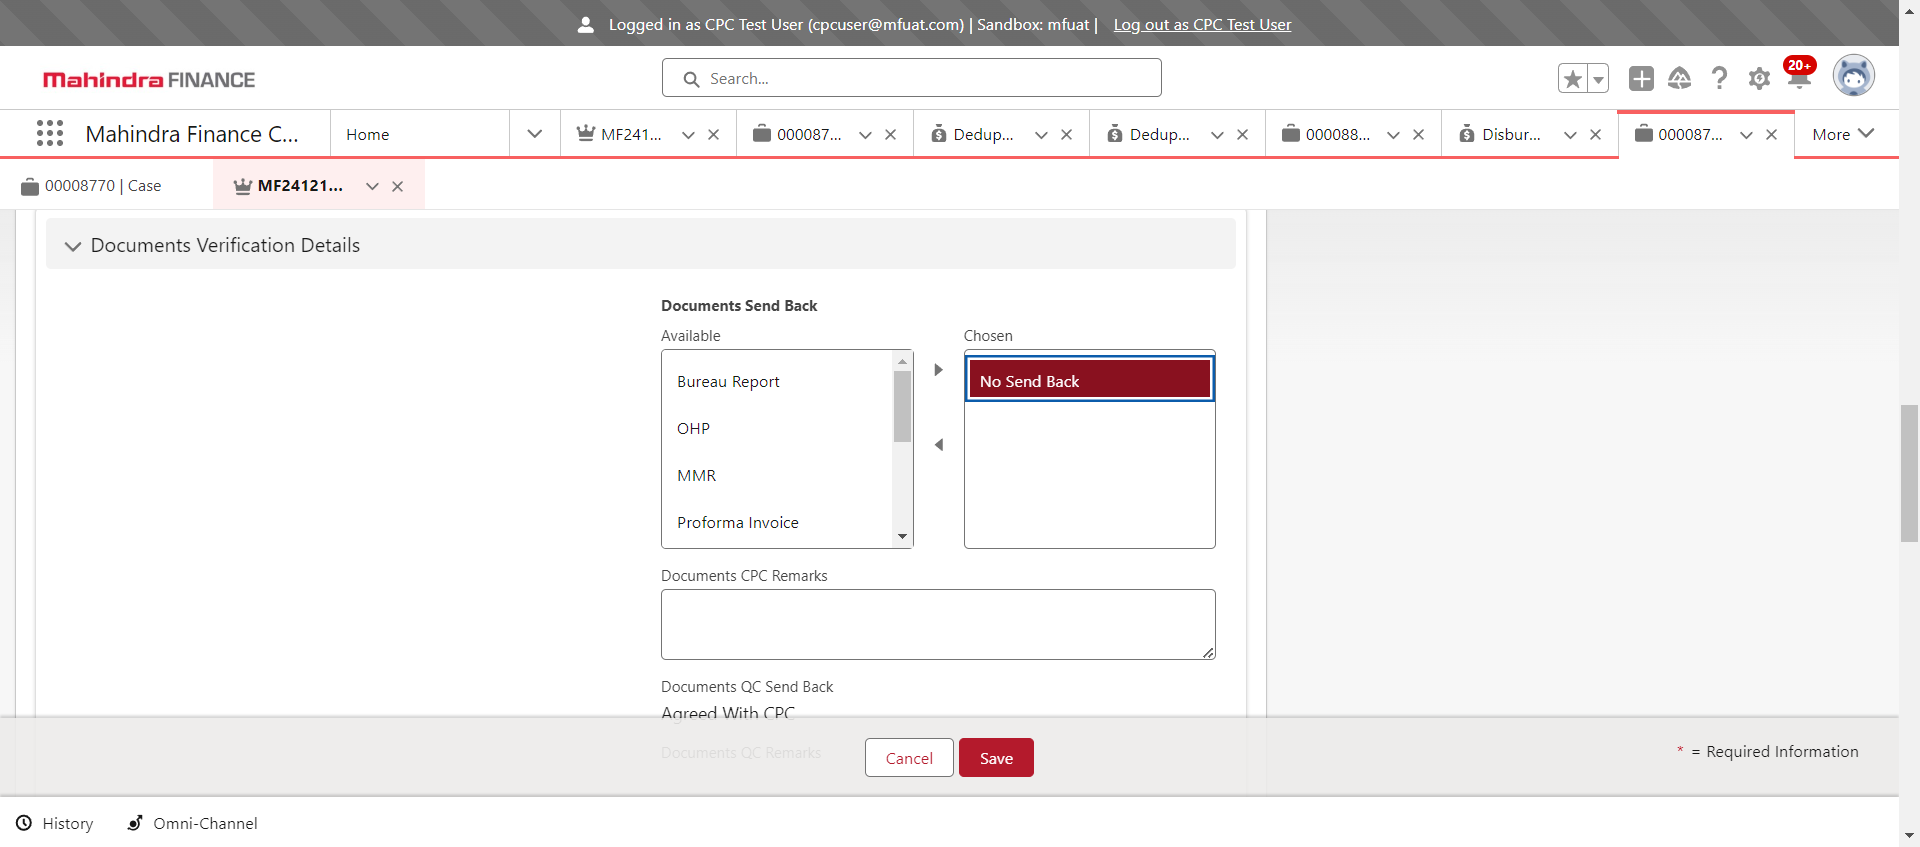 Logged in as CPC Test User (cpcuser@mfuat.com) | Sandbox: mfuat | Log out as CPC Test User
Mahindra FINANCE
Search...
20+
Mahindra Finance C...
Home
MF241...
000087...
Dedup...
Dedup...
000088...
Disbur...
000087...
More
00008770 | Case
MF24121...
Documents Verification Details
Documents Send Back
Available
Chosen
Bureau Report
No Send Back
OHP
MMR
Proforma Invoice
Documents CPC Remarks
Documents QC Send Back
Agreed With CPC
Documents QC Remarks
Cancel
Save
* = Required Information
History
Omni-Channel